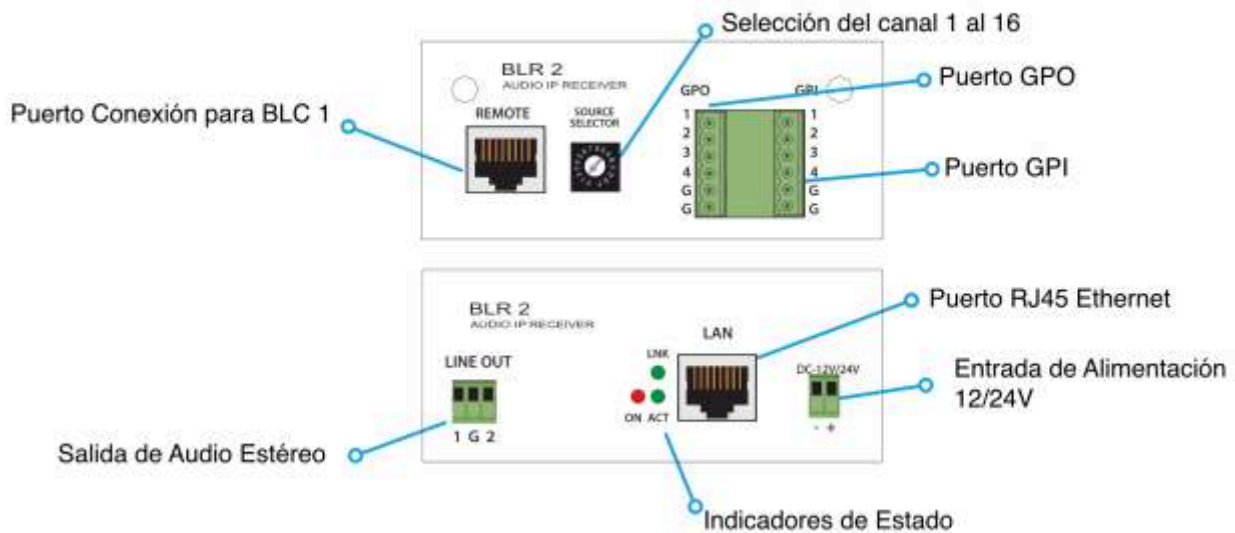 Selección del canal 1 al 16
BLR 2
AUDIO IP RECEIVER
Puerto GPO
GPO
GPI
Puerto Conexión para BLC 1
REMOTE
SOURCE
SELECTOR
1 1
2 2
3 3
4 4
G G
G G
Puerto GPI
BLR 2
AUDIO IP RECEIVER
Puerto RJ45 Ethernet
LAN
LINE OUT
LNK
DC-12V/24V
Entrada de Alimentación
12/24V
ON ACT
- +
1 G 2
Salida de Audio Estéreo
Indicadores de Estado